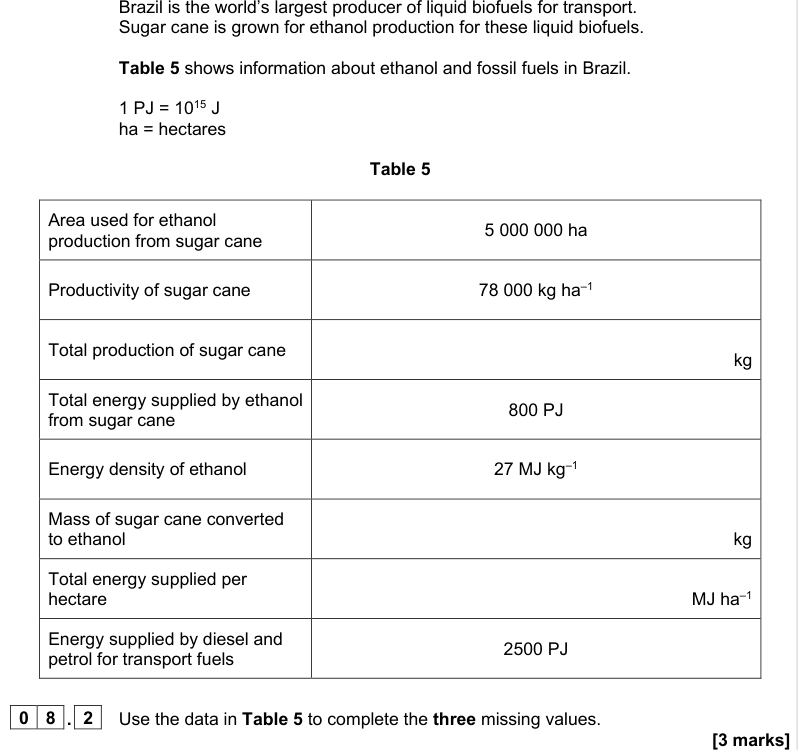 Brazil is the world's largest producer of liquid biofuels for transport.
Sugar cane is grown for ethanol production for these liquid biofuels.
Table 5 shows information about ethanol and fossil fuels in Brazil.
1 PJ = 10¹⁵ J
ha = hectares
Table 5
Area used for ethanol
production from sugar cane
5 000 000 ha
Productivity of sugar cane
78 000 kg ha⁻¹
Total production of sugar cane
kg
Total energy supplied by ethanol
from sugar cane
800 PJ
Energy density of ethanol
27 MJ kg⁻¹
Mass of sugar cane converted
to ethanol
kg
Total energy supplied per
hectare
MJ ha⁻¹
Energy supplied by diesel and
petrol for transport fuels
2500 PJ
0 8 . 2 Use the data in Table 5 to complete the three missing values.
[3 marks]